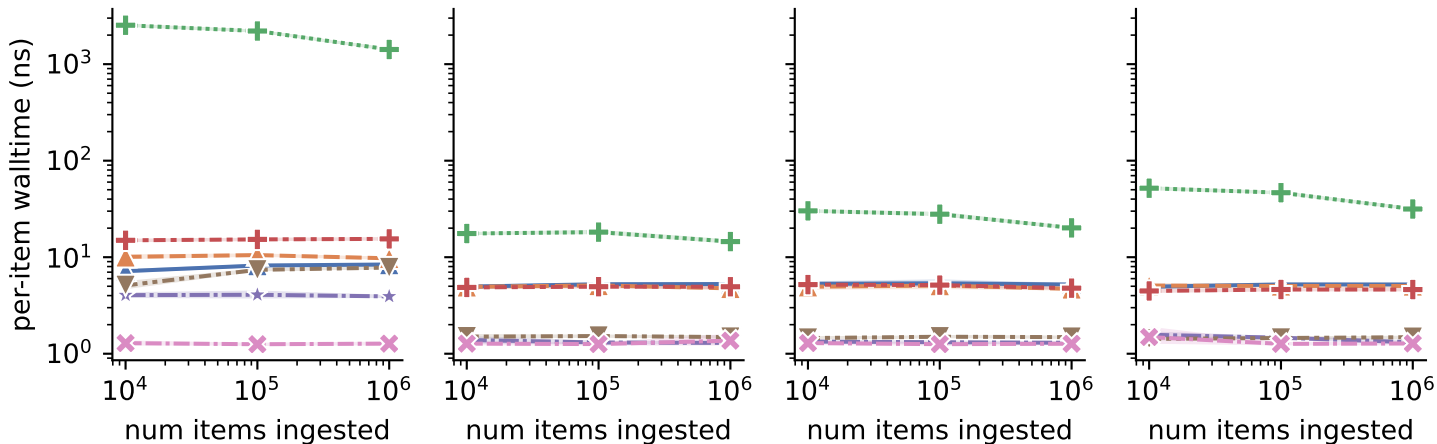 per-item walltime (ns)
10³
10²
10¹
10⁰
10⁴ 10⁵ 10⁶ 10⁴ 10⁵ 10⁶ 10⁴ 10⁵ 10⁶ 10⁴ 10⁵ 10⁶
num items ingested num items ingested num items ingested num items ingested